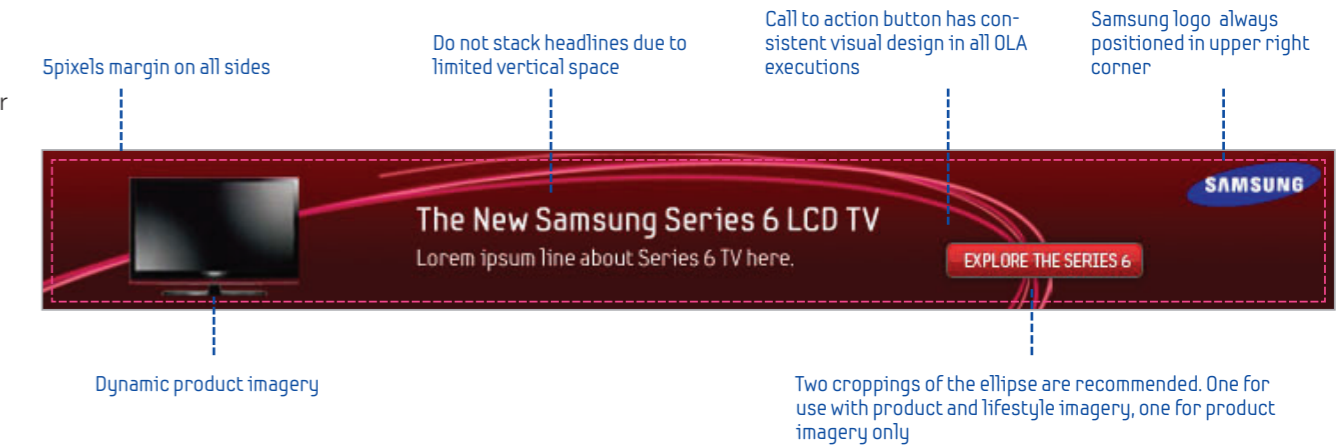 Call to action button has con-
sistent visual design in all OLA
executions
Samsung logo always
positioned in upper right
corner
Do not stack headlines due to
limited vertical space
5pixels margin on all sides
r
SAMSUNG
The New Samsung Series 6 LCD TV
Lorem ipsum line about Series 6 TV here.
EXPLORE THE SERIES 6
Dynamic product imagery
Two croppings of the ellipse are recommended. One for
use with product and lifestyle imagery, one for product
imagery only